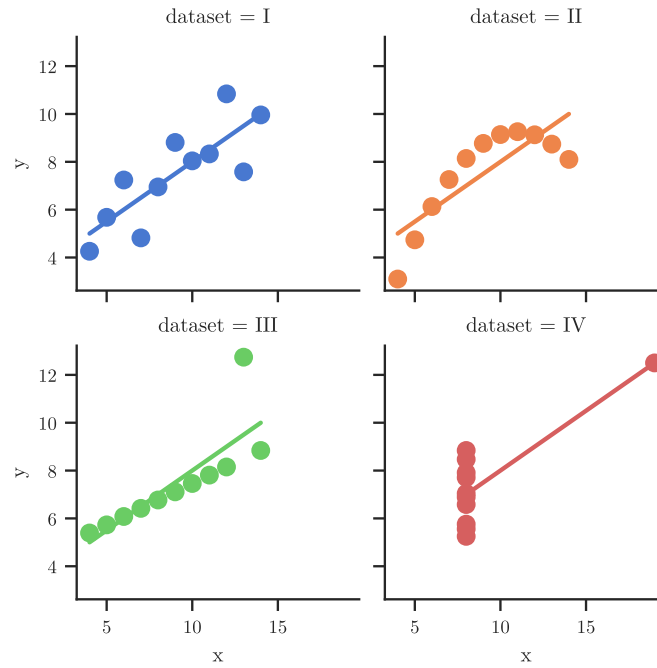 dataset = I
dataset = II
12
10
8
6
4
y
dataset = III
dataset = IV
12
10
8
6
4
y
5
10
15
5
10
15
x
x